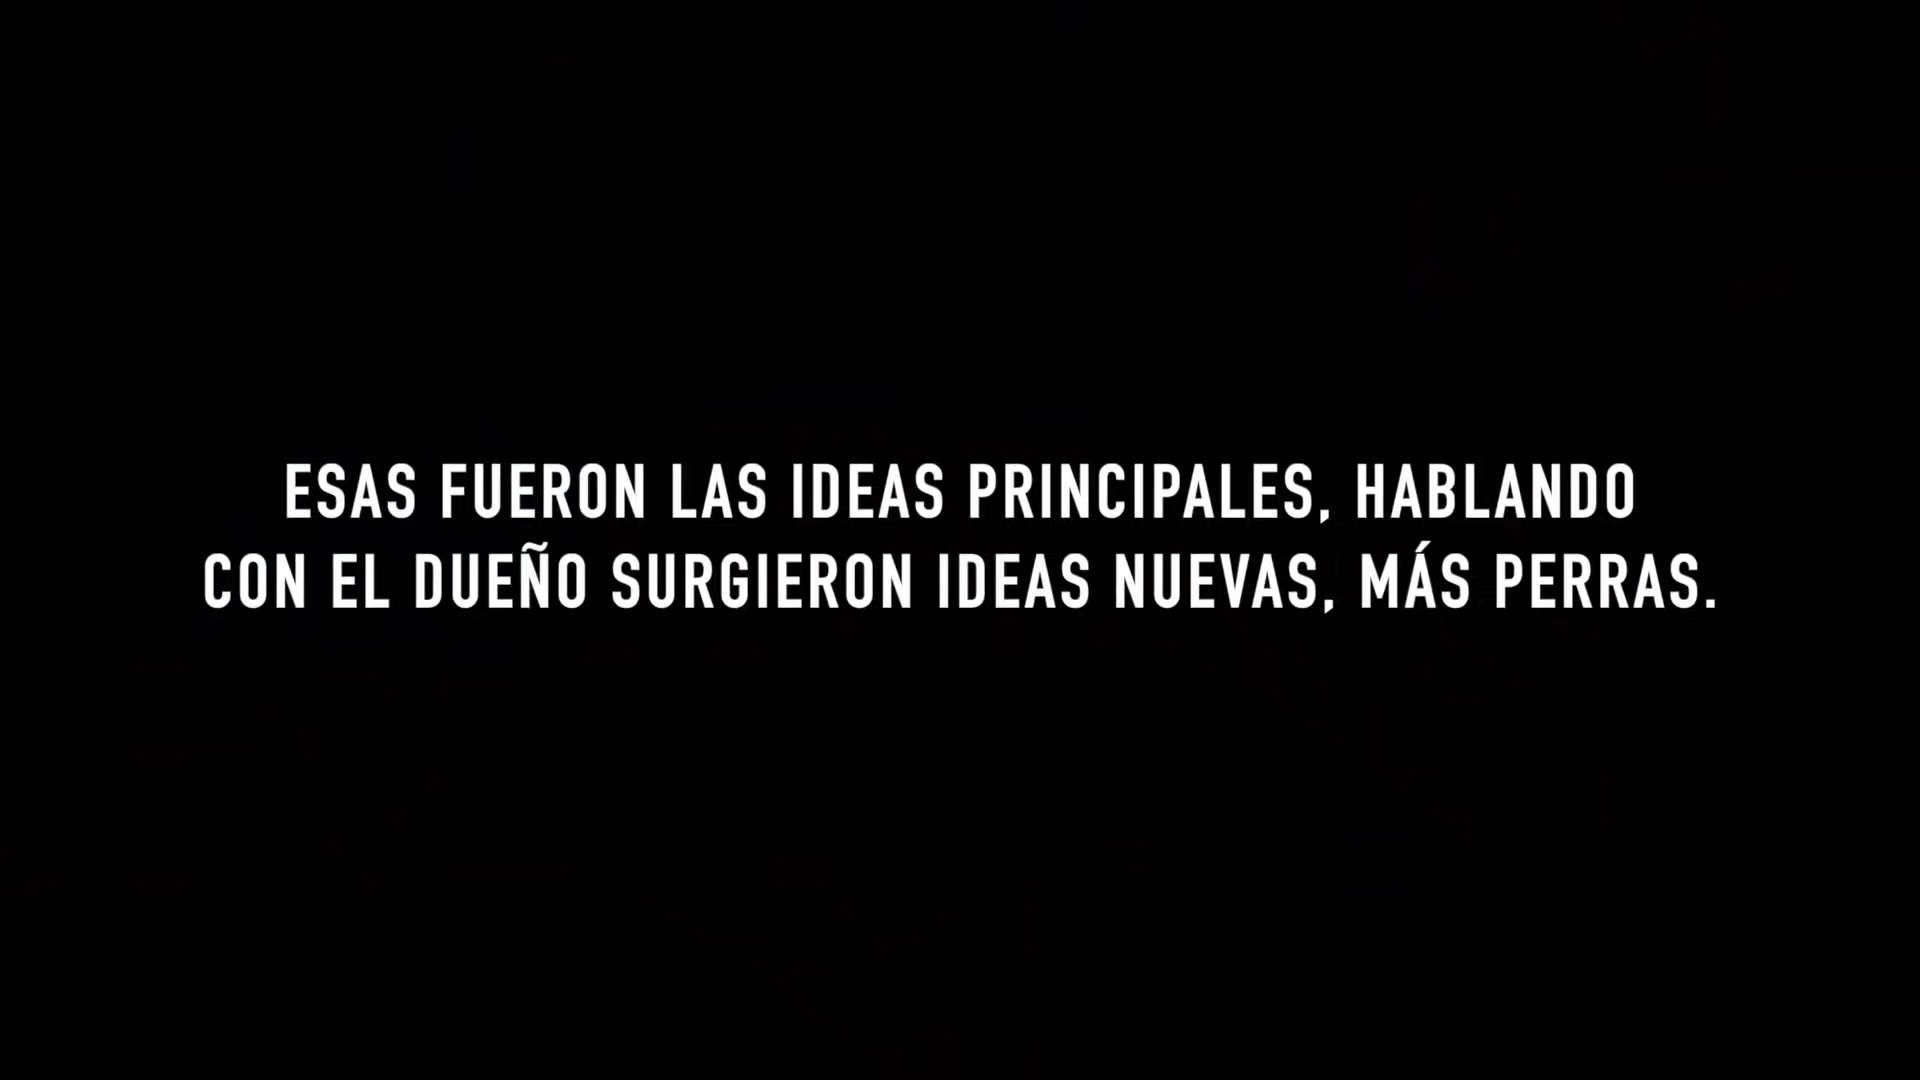 ESAS FUERON LAS IDEAS PRINCIPALES, HABLANDO
CON EL DUEÑO SURGIERON IDEAS NUEVAS, MÁS PERRAS.